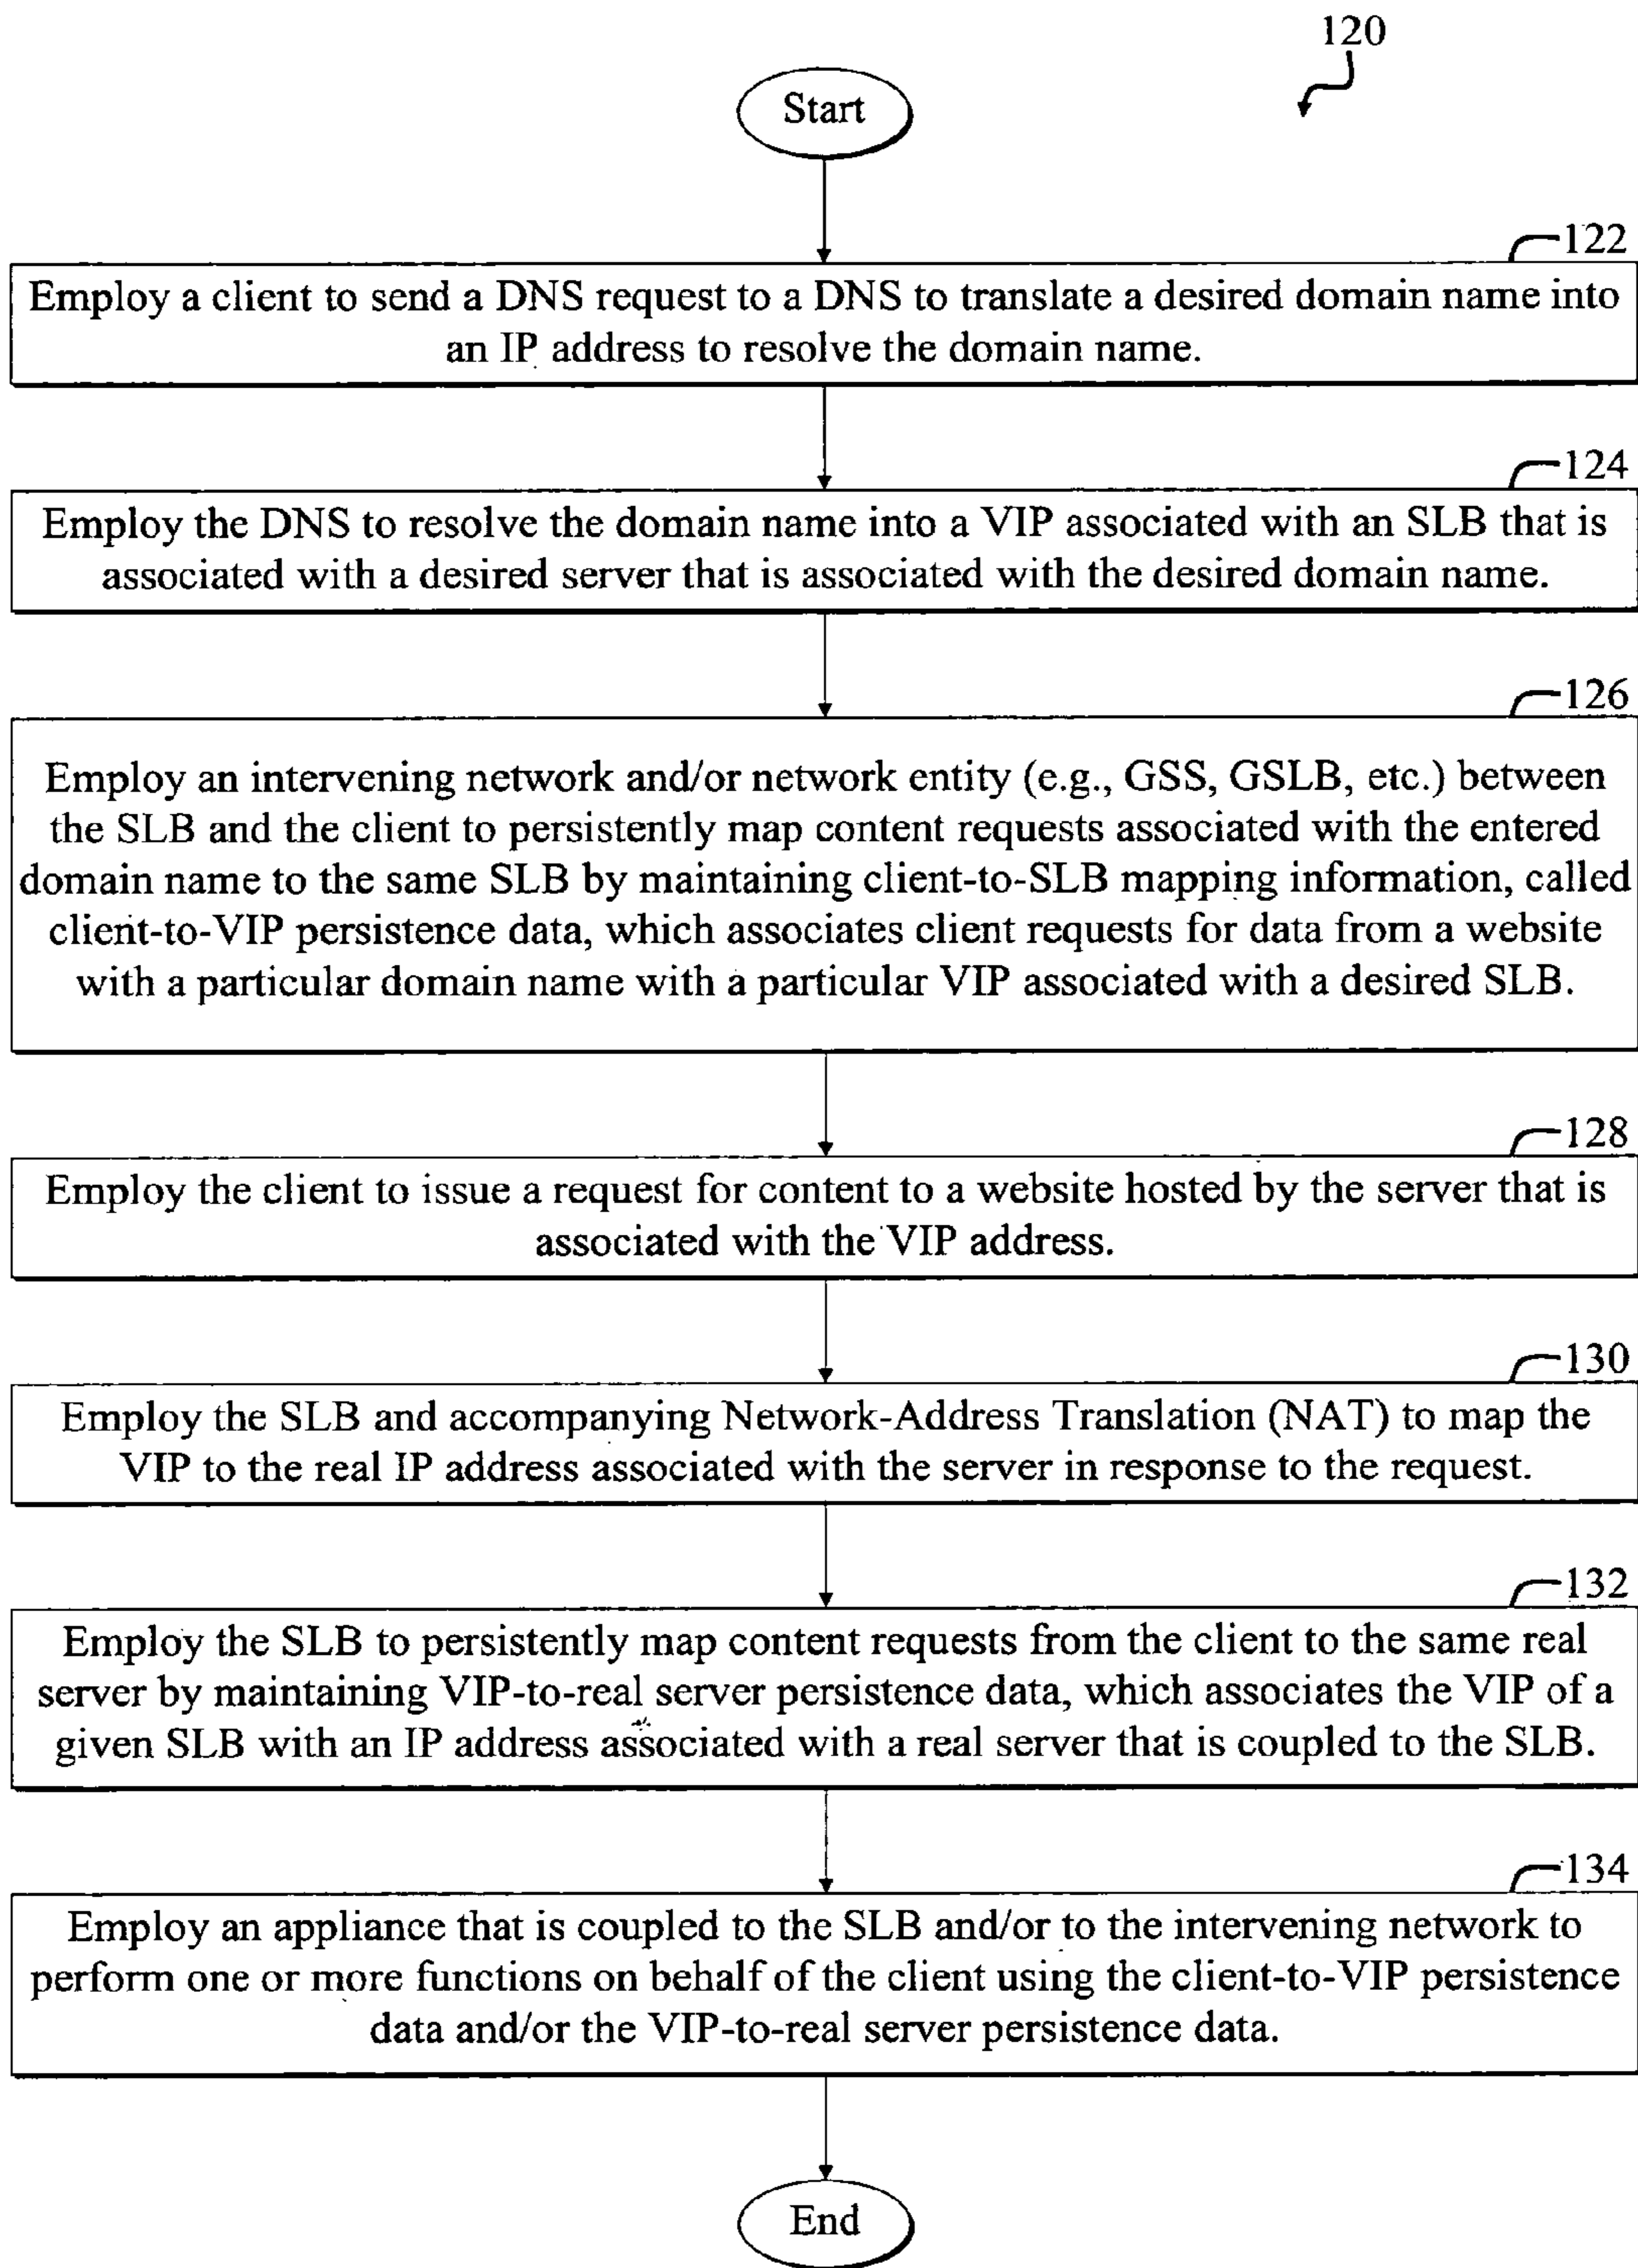 120
Start
122
Employ a client to send a DNS request to a DNS to translate a desired domain name into
an IP address to resolve the domain name.
124
Employ the DNS to resolve the domain name into a VIP associated with an SLB that is
associated with a desired server that is associated with the desired domain name.
126
Employ an intervening network and/or network entity (e.g., GSS, GSLB, etc.) between
the SLB and the client to persistently map content requests associated with the entered
domain name to the same SLB by maintaining client-to-SLB mapping information, called
client-to-VIP persistence data, which associates client requests for data from a website
with a particular domain name with a particular VIP associated with a desired SLB.
128
Employ the client to issue a request for content to a website hosted by the server that is
associated with the VIP address.
130
Employ the SLB and accompanying Network-Address Translation (NAT) to map the
VIP to the real IP address associated with the server in response to the request.
132
Employ the SLB to persistently map content requests from the client to the same real
server by maintaining VIP-to-real server persistence data, which associates the VIP of a
given SLB with an IP address associated with a real server that is coupled to the SLB.
134
Employ an appliance that is coupled to the SLB and/or to the intervening network to
perform one or more functions on behalf of the client using the client-to-VIP persistence
data and/or the VIP-to-real server persistence data.
End